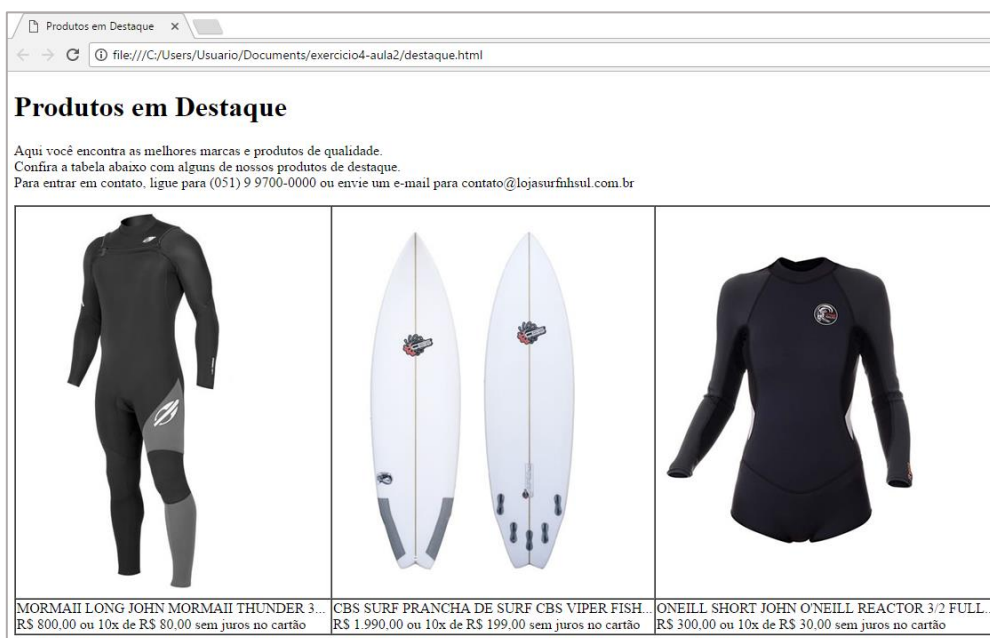 Produtos em Destaque
file:///C:/Users/Usuario/Documents/exercicio4-aula2/destaque.html
Produtos em Destaque
Aqui você encontra as melhores marcas e produtos de qualidade.
Confira a tabela abaixo com alguns de nossos produtos de destaque.
Para entrar em contato, ligue para (051) 9 9700-0000 ou envie um e-mail para contato@lojasurfnhsul.com.br
MORMAII LONG JOHN MORMAII THUNDER 3...
R$ 800,00 ou 10x de R$ 80,00 sem juros no cartão
CBS SURF PRANCHA DE SURF CBS VIPER FISH...
R$ 1.990,00 ou 10x de R$ 199,00 sem juros no cartão
ONEILL SHORT JOHN O'NEILL REACTOR 3/2 FULL...
R$ 300,00 ou 10x de R$ 30,00 sem juros no cartão